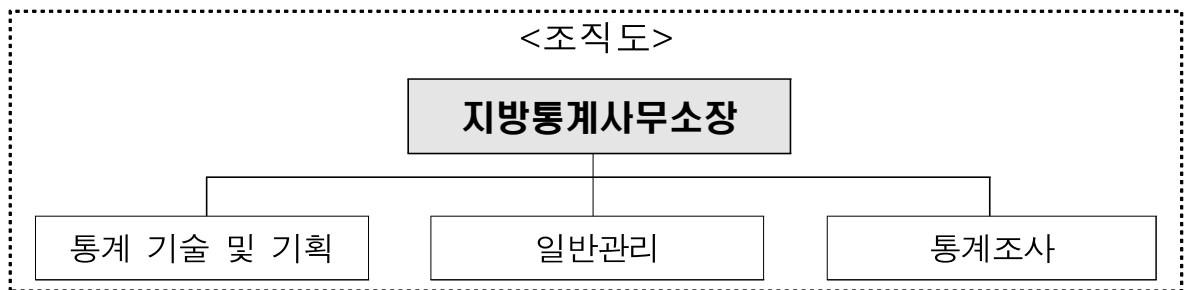 <조직도>
지방통계사무소장
통계 기술 및 기획
일반관리
통계조사